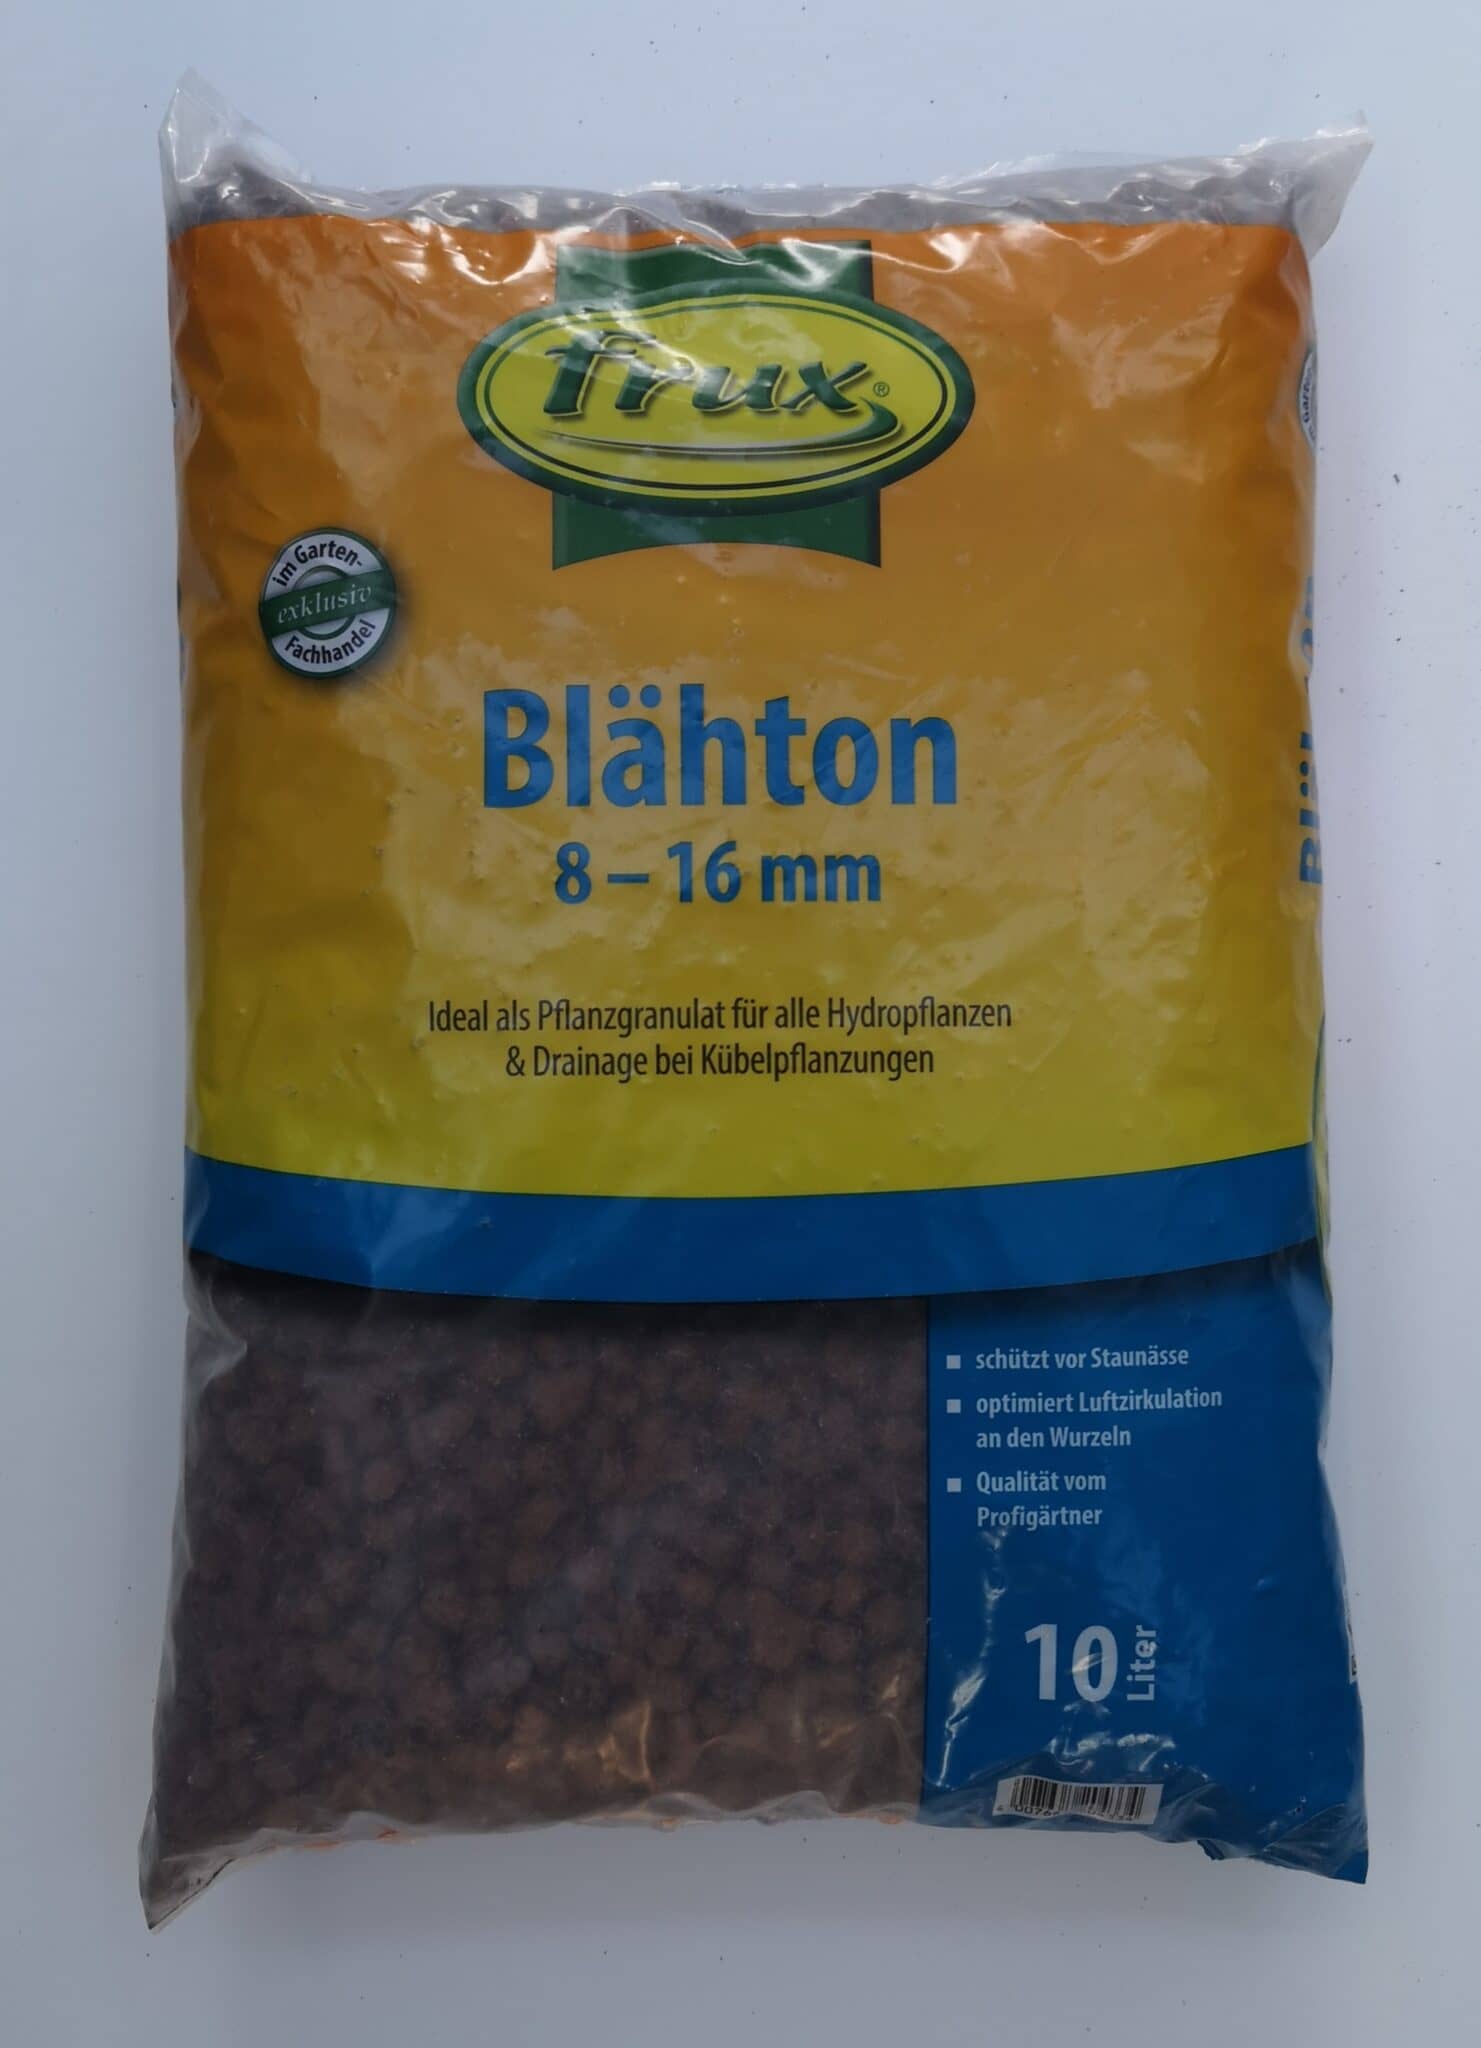 frux®
im Garten-
exklusiv
Fachhandel
Blähton
8 – 16 mm
Ideal als Pflanzgranulat für alle Hydropflanzen
& Drainage bei Kübelpflanzungen
schützt vor Staunässe
optimiert Luftzirkulation
an den Wurzeln
Qualität vom
Profigärtner
10 Liter